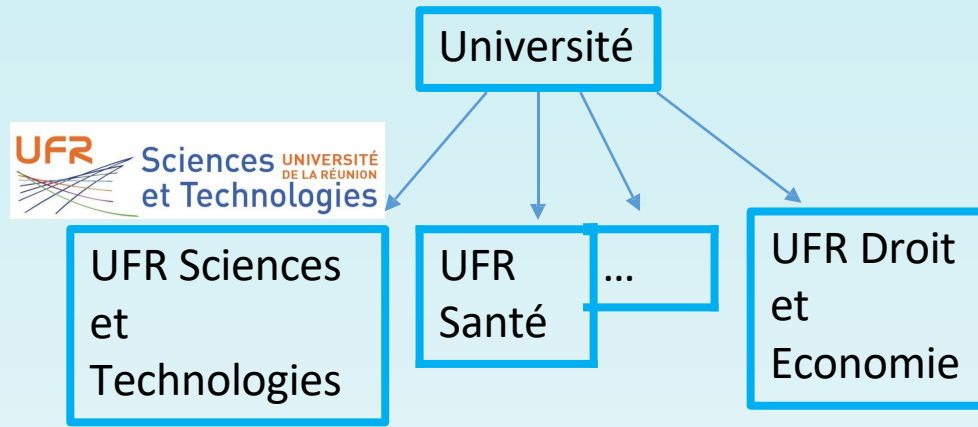 Université
UFR
Sciences UNIVERSITÉ
DE LA RÉUNION
et Technologies
UFR Sciences
et
Technologies
UFR
Santé
...
UFR Droit
et
Economie